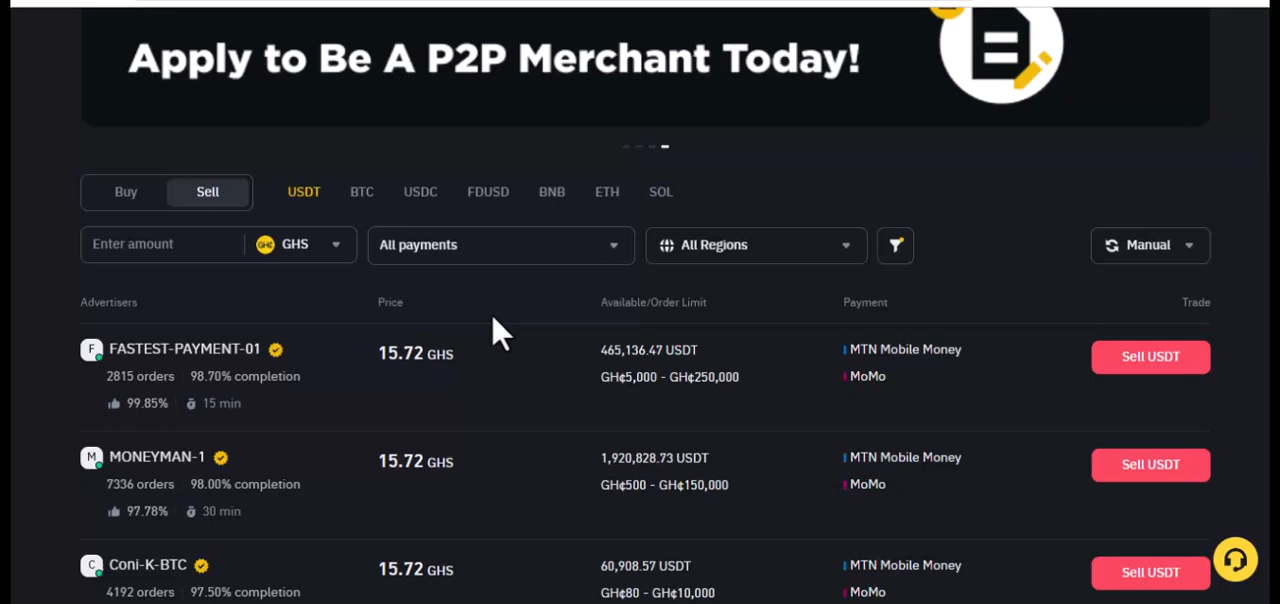 Apply to Be A P2P Merchant Today!
Buy Sell USDT BTC USDC FDUSD BNB ETH SOL
Enter amount GH¢ GHS All payments All Regions Manual
Advertisers Price Available/Order Limit Payment Trade
F FASTEST-PAYMENT-01 15.72 GHS 465,136.47 USDT MTN Mobile Money Sell USDT
2815 orders 98.70% completion GH¢5,000 - GH¢250,000 MoMo
99.85% 15 min
M MONEYMAN-1 15.72 GHS 1,920,828.73 USDT MTN Mobile Money Sell USDT
7336 orders 98.00% completion GH¢500 - GH¢150,000 MoMo
97.78% 30 min
C Coni-K-BTC 15.72 GHS 60,908.57 USDT MTN Mobile Money Sell USDT
4192 orders 97.50% completion GH¢80 - GH¢10,000 MoMo